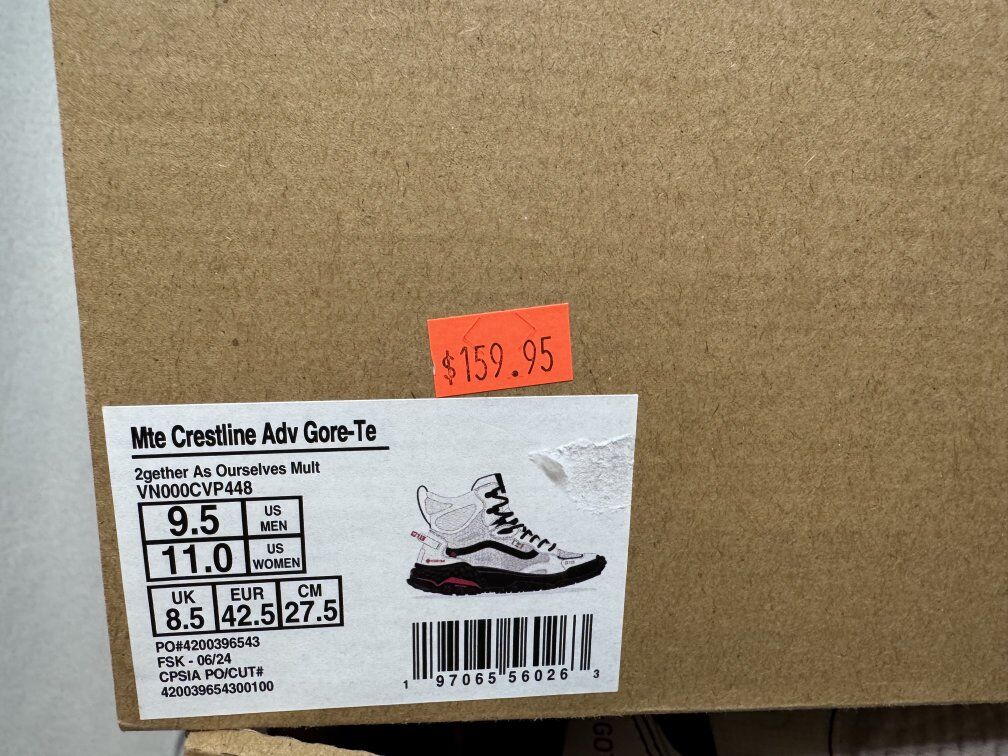 $159.95
Mte Crestline Adv Gore-Te
2gether As Ourselves Mult
VN000CVP448
9.5 US MEN
11.0 US WOMEN
UK EUR CM
8.5 42.5 27.5
PO#4200396543
FSK - 06/24
CPSIA PO/CUT#
420039654300100
1 97065 56026 3
GO